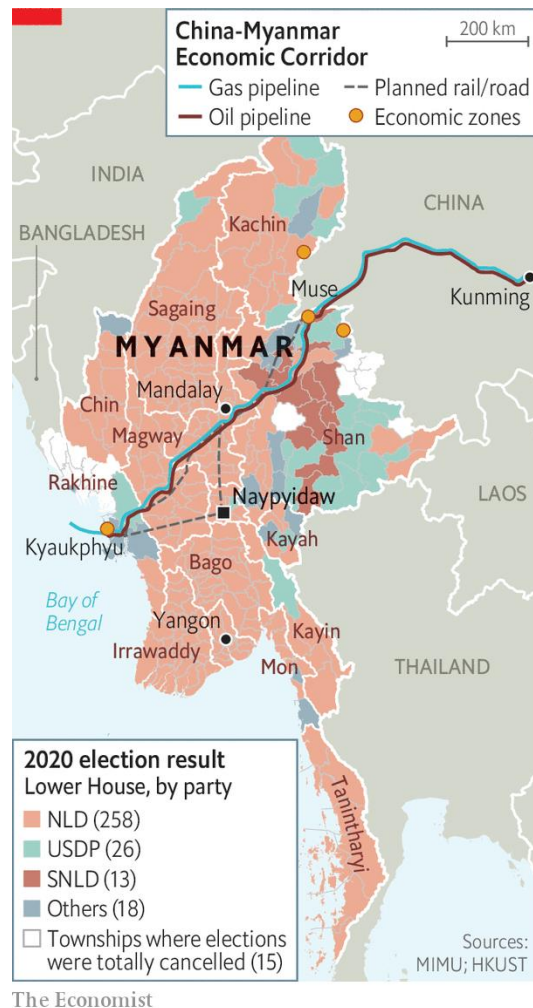 China-Myanmar
Economic Corridor
200 km
Gas pipeline
Planned rail/road
Oil pipeline
Economic zones
INDIA
BANGLADESH
CHINA
Kachin
Muse
Kunming
Sagaing
MYANMAR
Mandalay
Chin
Magway
Shan
Rakhine
LAOS
Naypyidaw
Kyaukphyu
Kayah
Bago
Bay of
Bengal
Yangon
Kayin
Irrawaddy
Mon
THAILAND
Tanintharyi
2020 election result
Lower House, by party
NLD (258)
USDP (26)
SNLD (13)
Others (18)
Townships where elections
were totally cancelled (15)
Sources:
MIMU; HKUST
The Economist